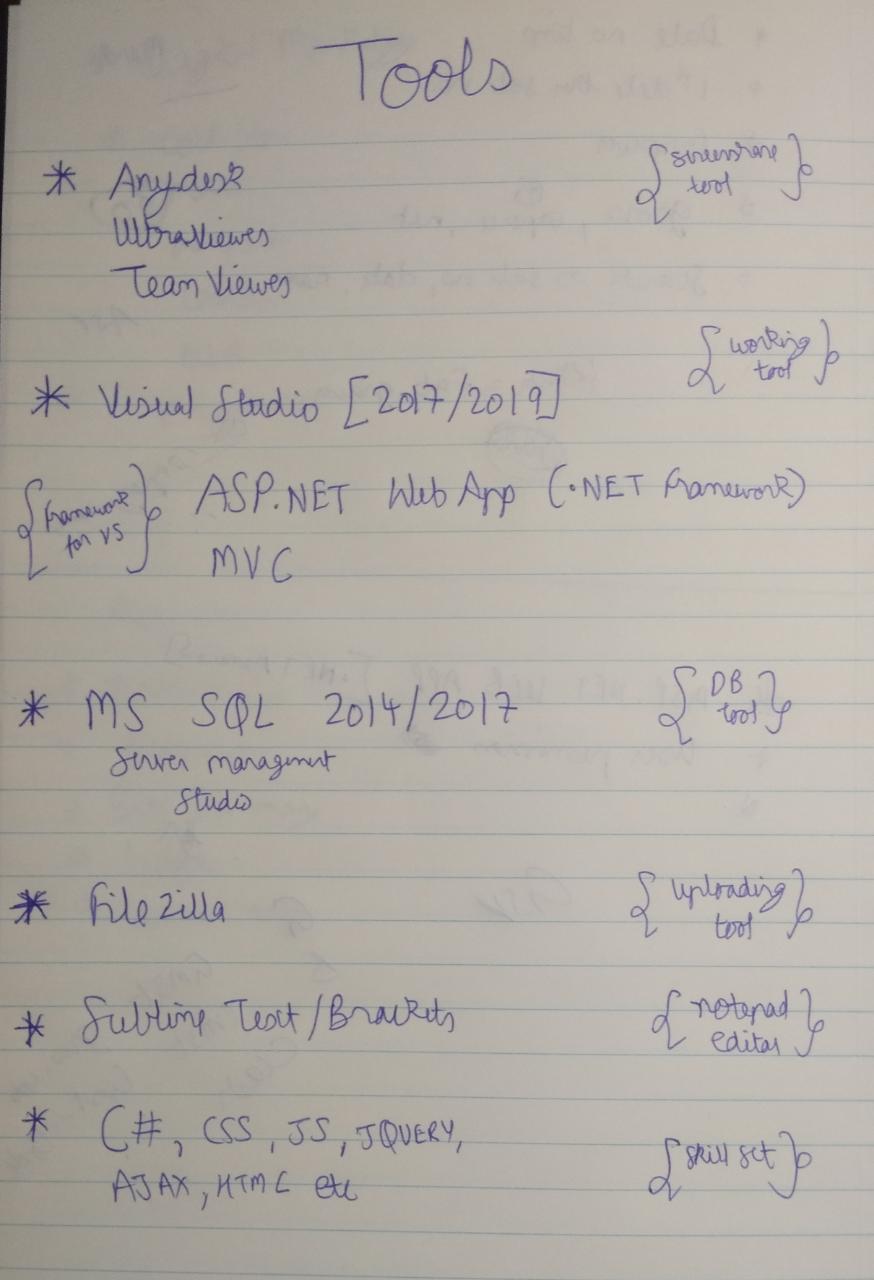 Tools
* Anydesk { screenshare tool }
UltraViewer
TeamViewer
{ working tool }
* Visual Studio [2017/2019]
{ framework for VS } ASP.NET Web App (.NET framework)
MVC
* MS SQL 2014/2017 { DB tool }
Server managment
Studio
* FileZilla { uploading tool }
* Sublime Text/Brackets { notepad editor }
* C#, CSS, JS, JQUERY,
AJAX, HTML etc { skill set }